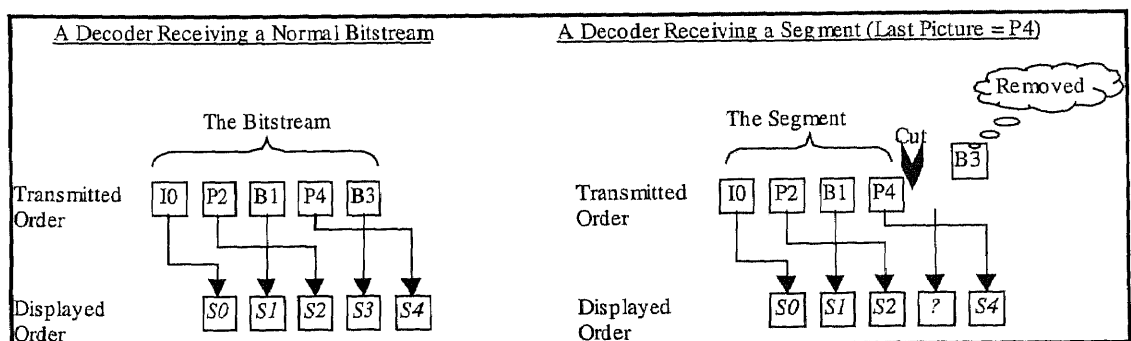 A Decoder Receiving a Normal Bitstream
The Bitstream
Transmitted
Order
I0 P2 B1 P4 B3
Displayed
Order
S0 S1 S2 S3 S4
A Decoder Receiving a Segment (Last Picture = P4)
Removed
The Segment
Cut
B3
Transmitted
Order
I0 P2 B1 P4
Displayed
Order
S0 S1 S2 ? S4